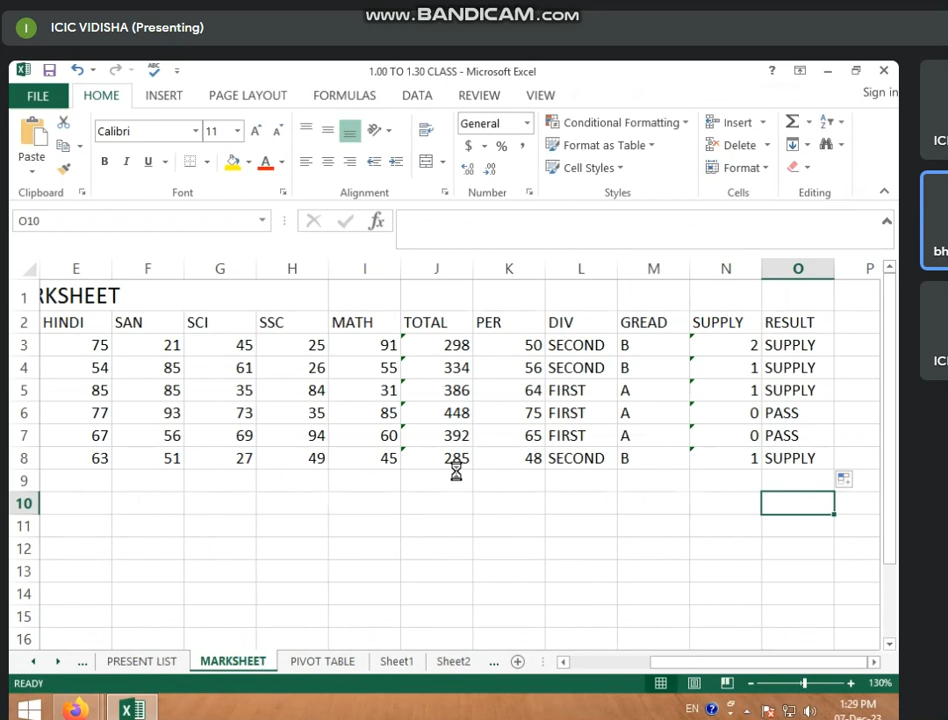 www.BANDICAM.com
I ICIC VIDISHA (Presenting)
1.00 TO 1.30 CLASS - Microsoft Excel
FILE HOME INSERT PAGE LAYOUT FORMULAS DATA REVIEW VIEW Sign in
Calibri 11 General Conditional Formatting Insert
Paste Format as Table Delete
B I U A $ % , Cell Styles Format
Clipboard Font Alignment Number Styles Cells Editing
O10 fx
E F G H I J K L M N O P
1 RKSHEET
2 HINDI SAN SCI SSC MATH TOTAL PER DIV GREAD SUPPLY RESULT
3 75 21 45 25 91 298 50 SECOND B 2 SUPPLY
4 54 85 61 26 55 334 56 SECOND B 1 SUPPLY
5 85 85 35 84 31 386 64 FIRST A 1 SUPPLY
6 77 93 73 35 85 448 75 FIRST A 0 PASS
7 67 56 69 94 60 392 65 FIRST A 0 PASS
8 63 51 27 49 45 285 48 SECOND B 1 SUPPLY
9
10
11
12
13
14
15
16
... PRESENT LIST MARKSHEET PIVOT TABLE Sheet1 Sheet2 ...
READY 130%
EN 1:29 PM
07-Dec-23
ICI
bh
ICI